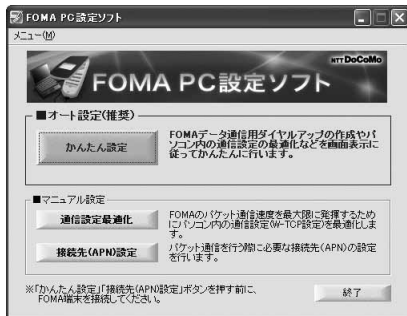 FOMA PC設定ソフト
メニュー(M)
NTT DoCoMo
FOMA PC設定ソフト
■オート設定(推奨)
かんたん設定
FOMAデータ通信用ダイヤルアップの作成やパ
ソコン内の通信設定の最適化などを画面表示に
従ってかんたんに行います。
■マニュアル設定
通信設定最適化
FOMAのパケット通信速度を最大限に発揮するため
にパソコン内の通信設定(W-TCP設定)を最適化しま
す。
接続先(APN)設定
パケット通信を行う際に必要な接続先(APN)の設定
を行います。
※「かんたん設定」「接続先(APN)設定」ボタンを押す前に、
FOMA端末を接続してください。
終了